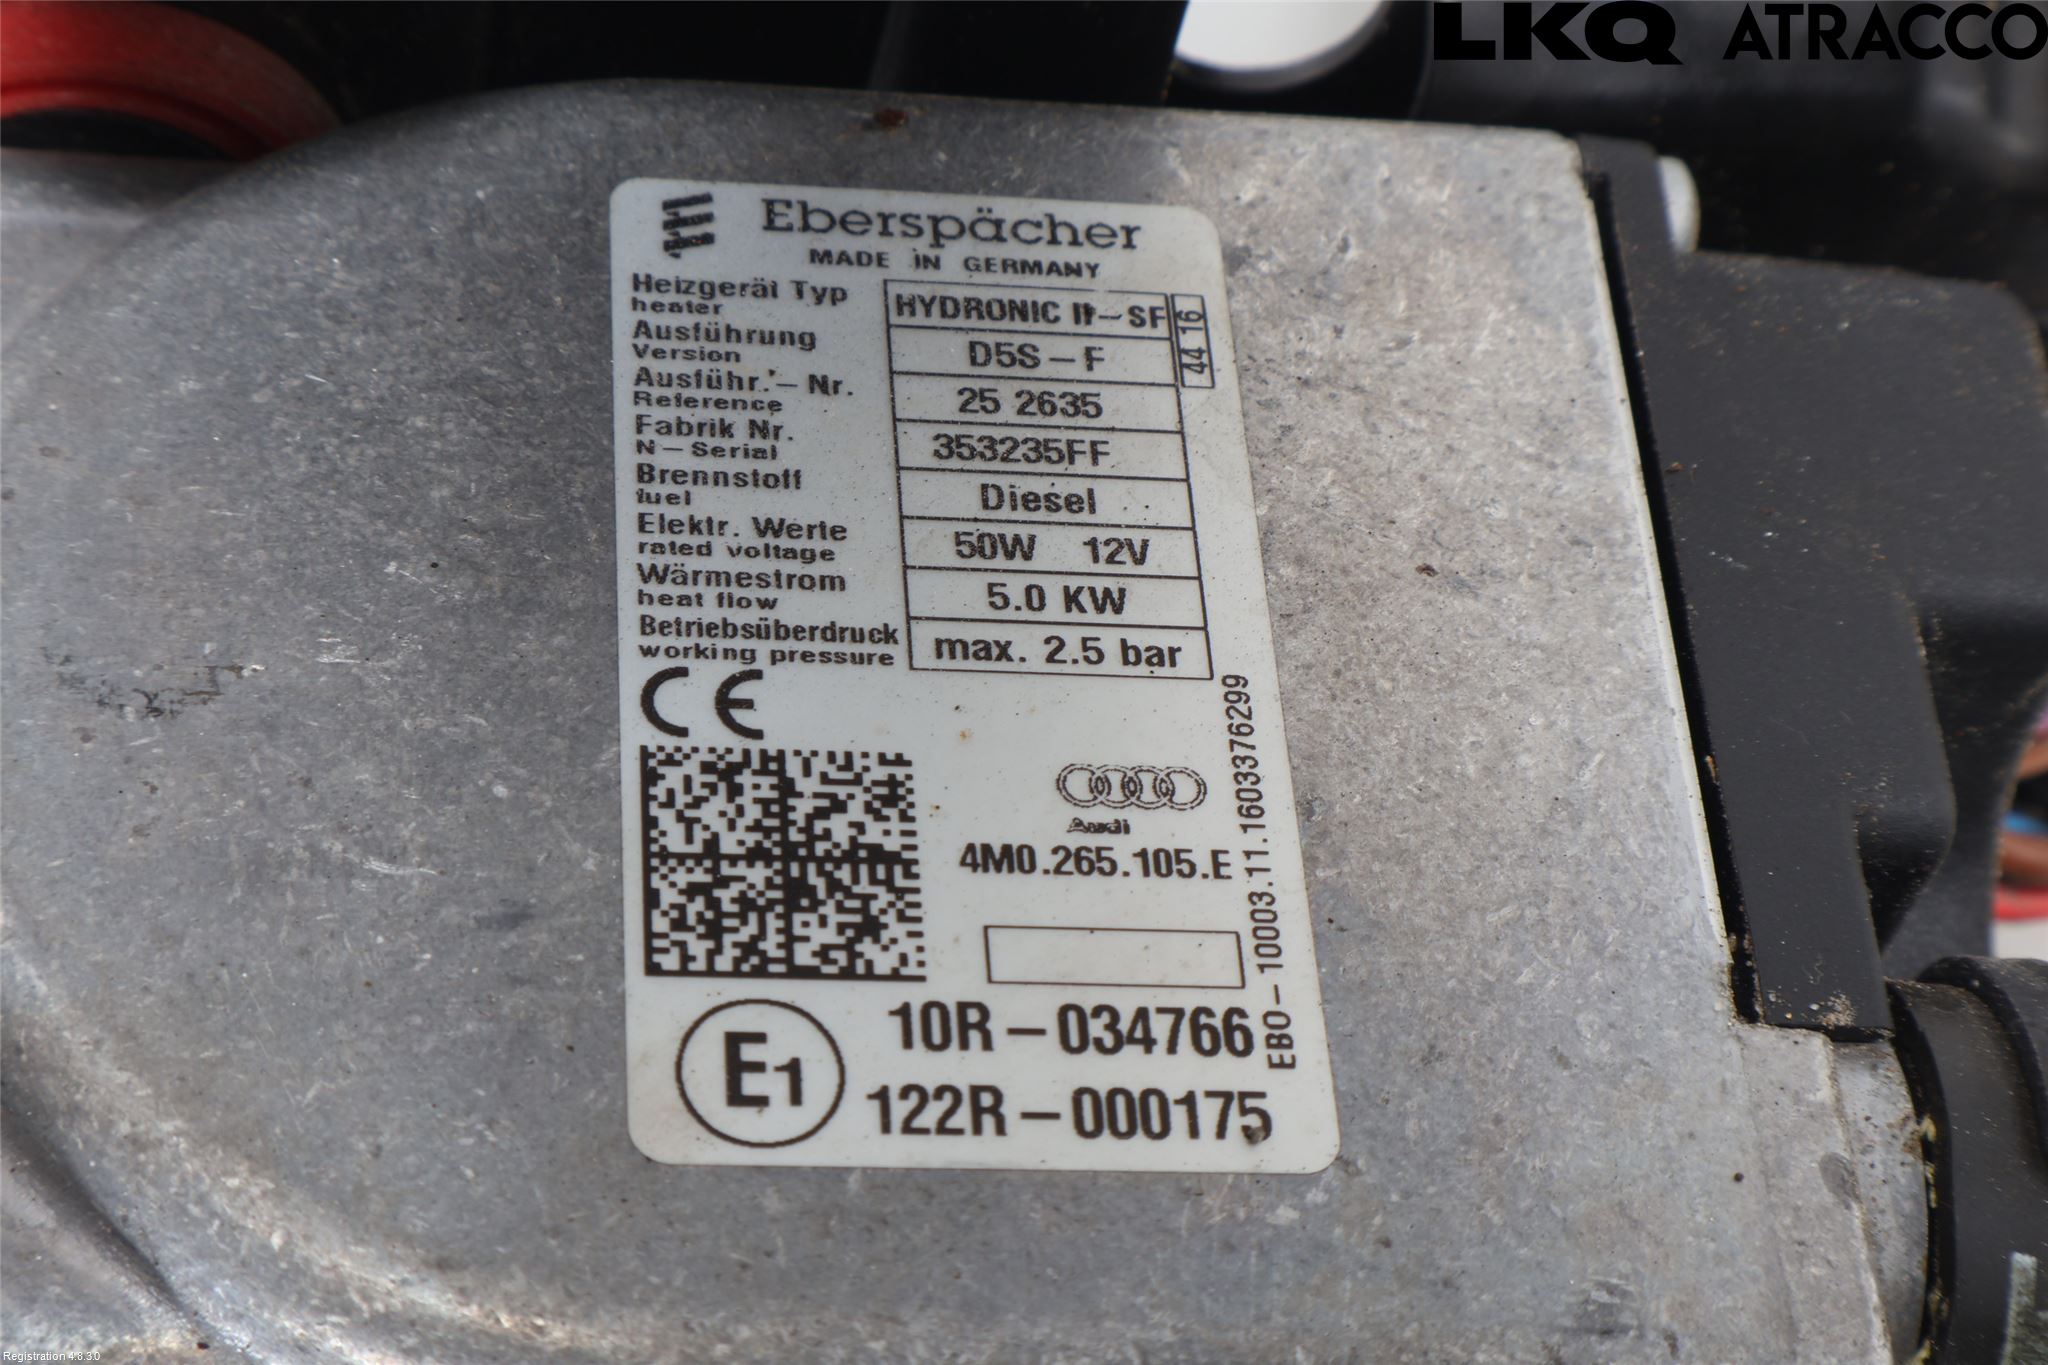 LKQ ATRACCO
Eberspächer
MADE IN GERMANY
Heizgerät Typ HYDRONIC II-SF 44 16
heater
Ausführung D5S-F
Version
Ausführ.-Nr. 25 2635
Reference
Fabrik Nr. 353235FF
N-Serial
Brennstoff Diesel
fuel
Elektr. Werte 50W 12V
rated voltage
Wärmestrom 5.0 KW
heat flow
Betriebsüberdruck max. 2.5 bar
working pressure
CE
Audi
4M0.265.105.E
EBO-10003.11.1603376299
E1
10R-034766
122R-000175
Registration 4.8.3.0